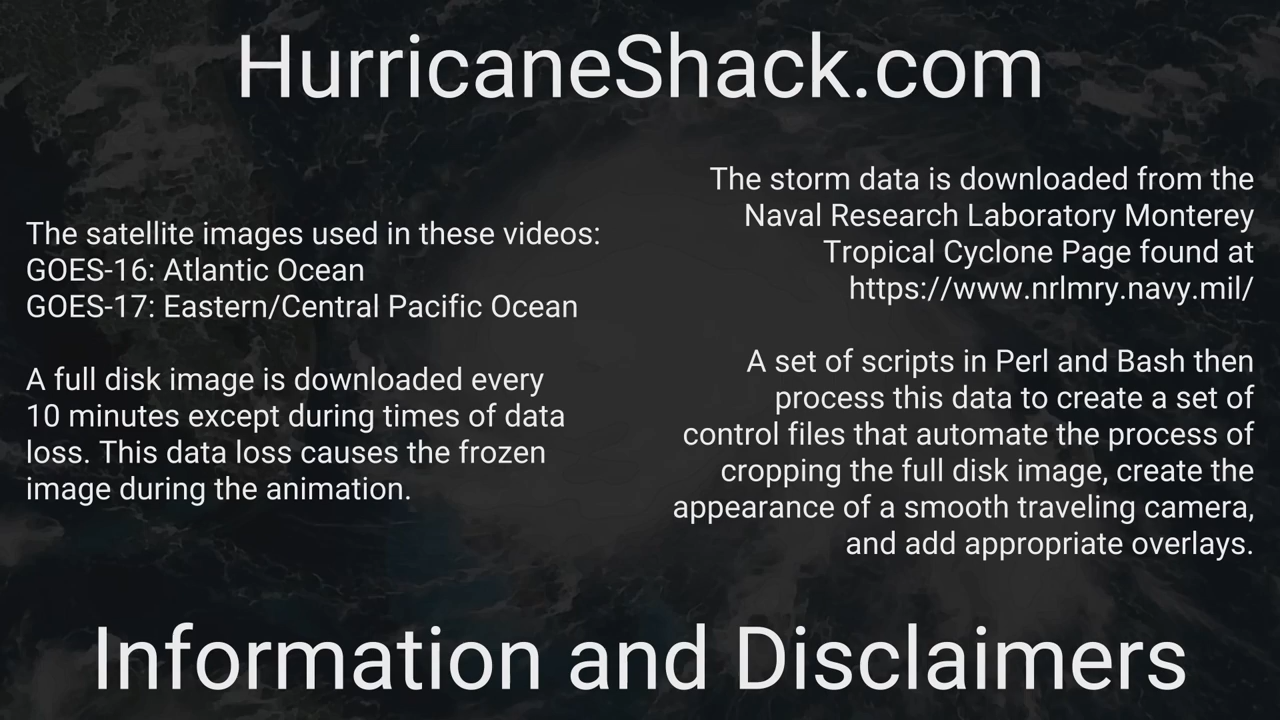 HurricaneShack.com
The satellite images used in these videos:
GOES-16: Atlantic Ocean
GOES-17: Eastern/Central Pacific Ocean
A full disk image is downloaded every
10 minutes except during times of data
loss. This data loss causes the frozen
image during the animation.
The storm data is downloaded from the
Naval Research Laboratory Monterey
Tropical Cyclone Page found at
https://www.nrlmry.navy.mil/
A set of scripts in Perl and Bash then
process this data to create a set of
control files that automate the process of
cropping the full disk image, create the
appearance of a smooth traveling camera,
and add appropriate overlays.
Information and Disclaimers